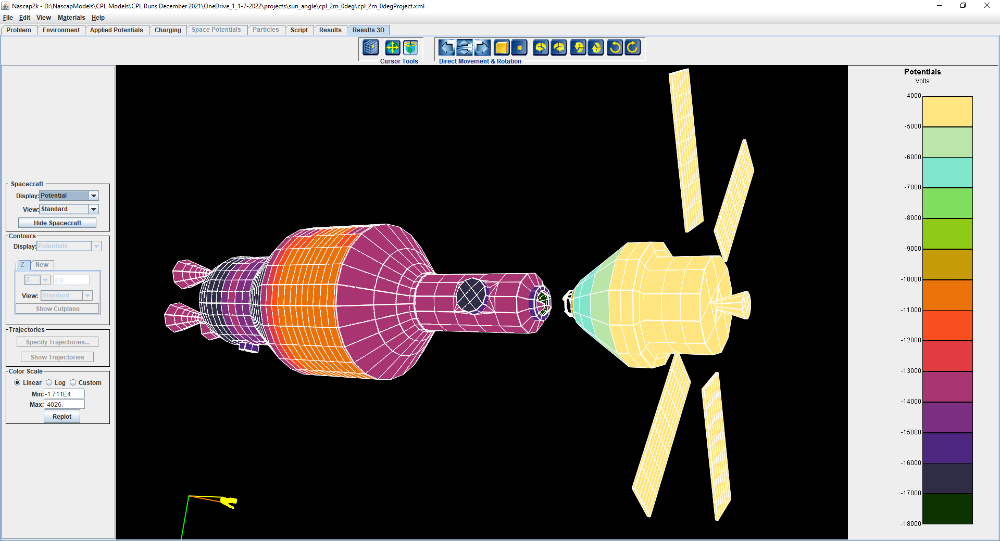 Nascap2k - D:\NascapModels\CPL Models\CPL Runs December 2021\OneDrive_1_1-7-2022\projects\sun_angle\cpl_2m_0deg\cpl_2m_0degProject.xml
File Edit View Materials Help
Problem Environment Applied Potentials Charging Space Potentials Particles Script Results Results 3D
Cursor Tools Direct Movement & Rotation
Spacecraft
Display: Potential
View: Standard
Hide Spacecraft
Contours
Display: Potentials
Z New
Z= 0.0
View: Standard
Show Cutplane
Trajectories
Specify Trajectories...
Show Trajectories
Color Scale
Linear Log Custom
Min: -1.711E4
Max: -4026.
Replot
Potentials
Volts
-4000
-5000
-6000
-7000
-8000
-9000
-10000
-11000
-12000
-13000
-14000
-15000
-16000
-17000
-18000